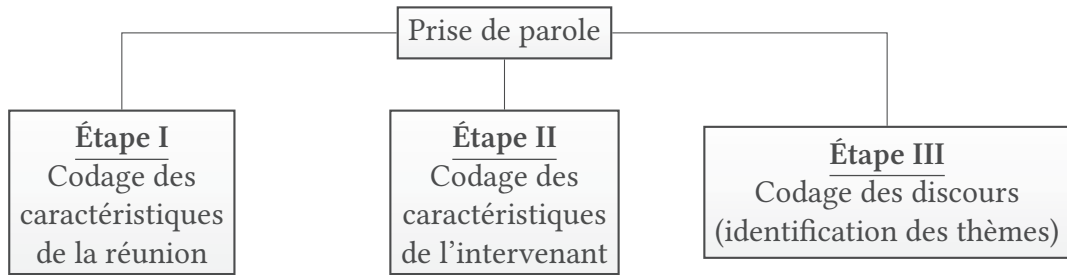 Prise de parole
Étape I
Codage des
caractéristiques
de la réunion
Étape II
Codage des
caractéristiques
de l’intervenant
Étape III
Codage des discours
(identification des thèmes)